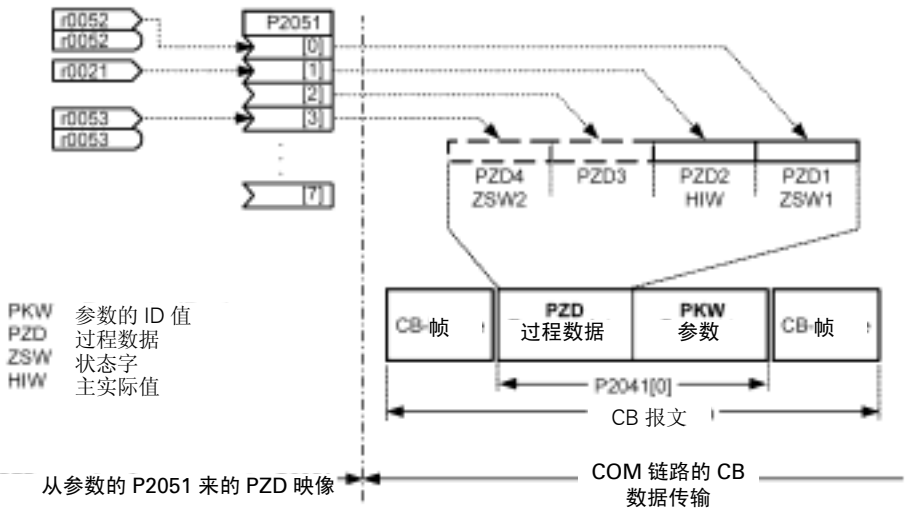 r0052
r0052
r0021
r0053
r0053
P2051
[0]
[1]
[2]
[3]
[7]
PZD4 PZD3 PZD2 PZD1
ZSW2 HIW ZSW1
PKW 参数的 ID 值
PZD 过程数据
ZSW 状态字
HIW 主实际值
CB-帧
PZD
过程数据
PKW
参数
CB-帧
P2041[0]
CB 报文
从参数的 P2051 来的 PZD 映像
COM 链路的 CB
数据传输